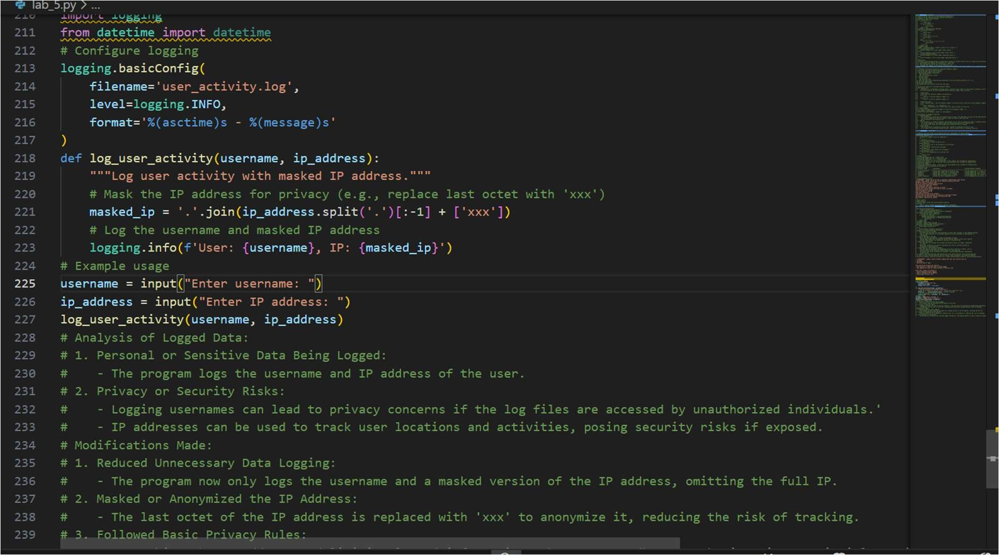 lab_5.py > ...
210 import logging
211 from datetime import datetime
212 # Configure logging
213 logging.basicConfig(
214     filename='user_activity.log',
215     level=logging.INFO,
216     format='%(asctime)s - %(message)s'
217 )
218 def log_user_activity(username, ip_address):
219     """Log user activity with masked IP address."""
220     # Mask the IP address for privacy (e.g., replace last octet with 'xxx')
221     masked_ip = '.'.join(ip_address.split('.')[:-1] + ['xxx'])
222     # Log the username and masked IP address
223     logging.info(f'User: {username}, IP: {masked_ip}')
224 # Example usage
225 username = input("Enter username: ")
226 ip_address = input("Enter IP address: ")
227 log_user_activity(username, ip_address)
228 # Analysis of Logged Data:
229 # 1. Personal or Sensitive Data Being Logged:
230 #    - The program logs the username and IP address of the user.
231 # 2. Privacy or Security Risks:
232 #    - Logging usernames can lead to privacy concerns if the log files are accessed by unauthorized individuals.'
233 #    - IP addresses can be used to track user locations and activities, posing security risks if exposed.
234 # Modifications Made:
235 # 1. Reduced Unnecessary Data Logging:
236 #    - The program now only logs the username and a masked version of the IP address, omitting the full IP.
237 # 2. Masked or Anonymized the IP Address:
238 #    - The last octet of the IP address is replaced with 'xxx' to anonymize it, reducing the risk of tracking.
239 # 3. Followed Basic Privacy Rules: